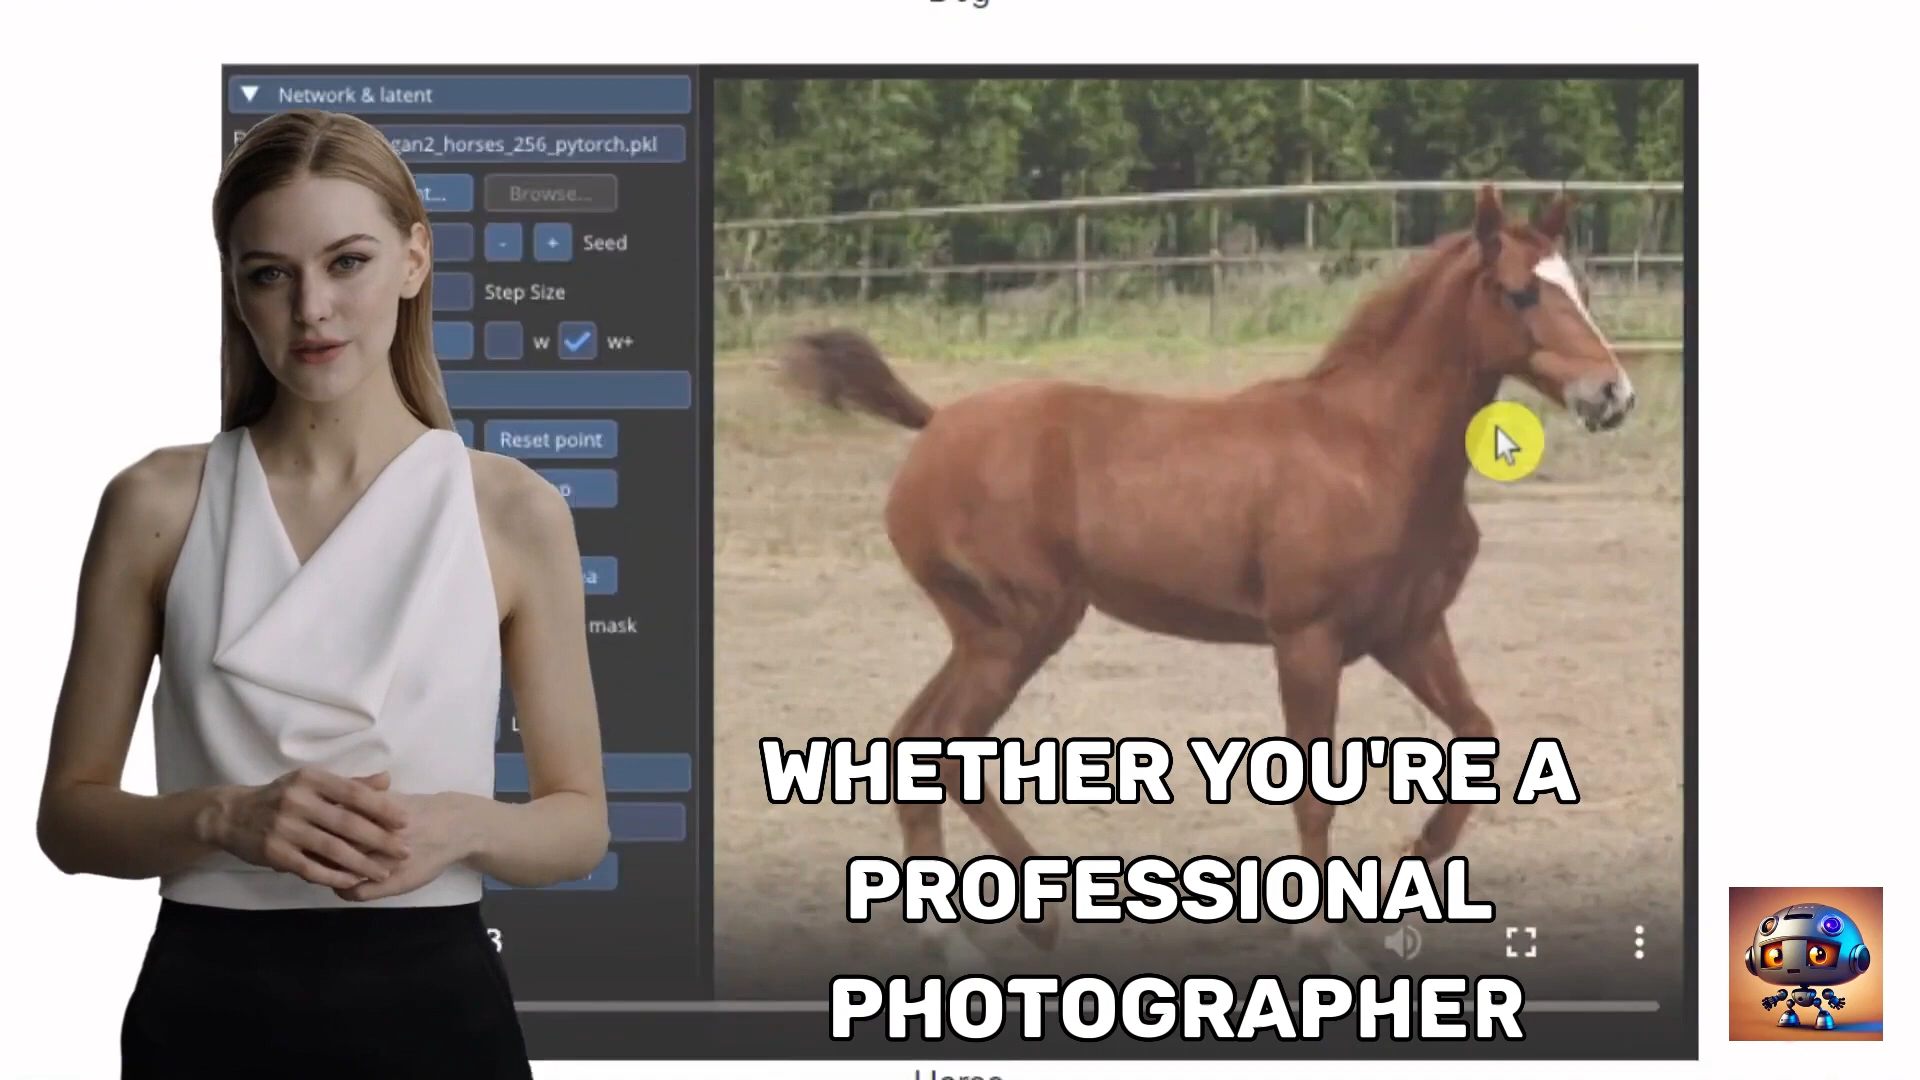 Network & latent
gan2_horses_256_pytorch.pkl
Browse...
- + Seed
Step Size
w w+
Reset point
mask
WHETHER YOU'RE A
PROFESSIONAL
PHOTOGRAPHER